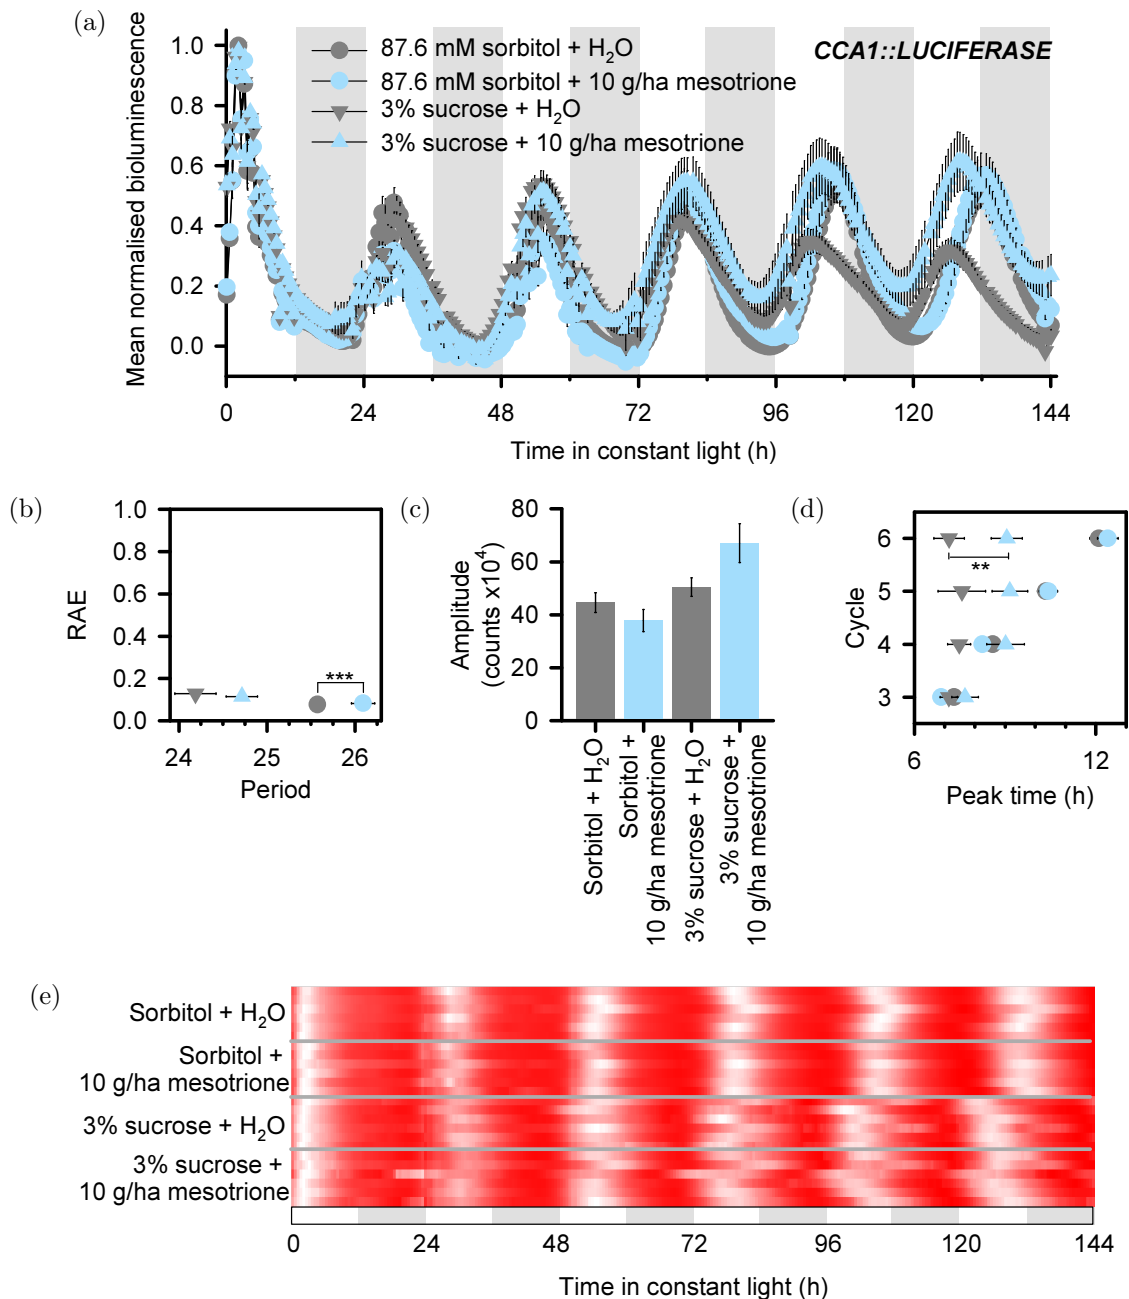 (a)
CCA1::LUCIFERASE
87.6 mM sorbitol + H₂O
87.6 mM sorbitol + 10 g/ha mesotrione
3% sucrose + H₂O
3% sucrose + 10 g/ha mesotrione
Mean normalised bioluminescence
1.0
0.8
0.6
0.4
0.2
0.0
0 24 48 72 96 120 144
Time in constant light (h)
(b)
RAE
1.0
0.8
0.6
0.4
0.2
0.0
***
24 25 26
Period
(c)
Amplitude
(counts x10⁴)
80
60
40
20
0
Sorbitol + H₂O
Sorbitol +
10 g/ha mesotrione
3% sucrose + H₂O
3% sucrose +
10 g/ha mesotrione
(d)
Cycle
6
5
4
3
**
6 12
Peak time (h)
(e)
Sorbitol + H₂O
Sorbitol +
10 g/ha mesotrione
3% sucrose + H₂O
3% sucrose +
10 g/ha mesotrione
0 24 48 72 96 120 144
Time in constant light (h)